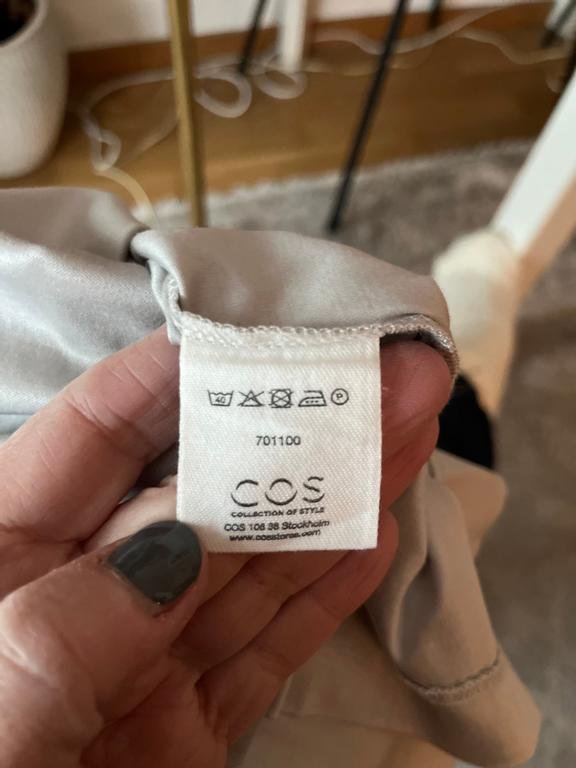 40 P
701100
COS
COLLECTION OF STYLE
COS 106 38 Stockholm
www.cosstores.com